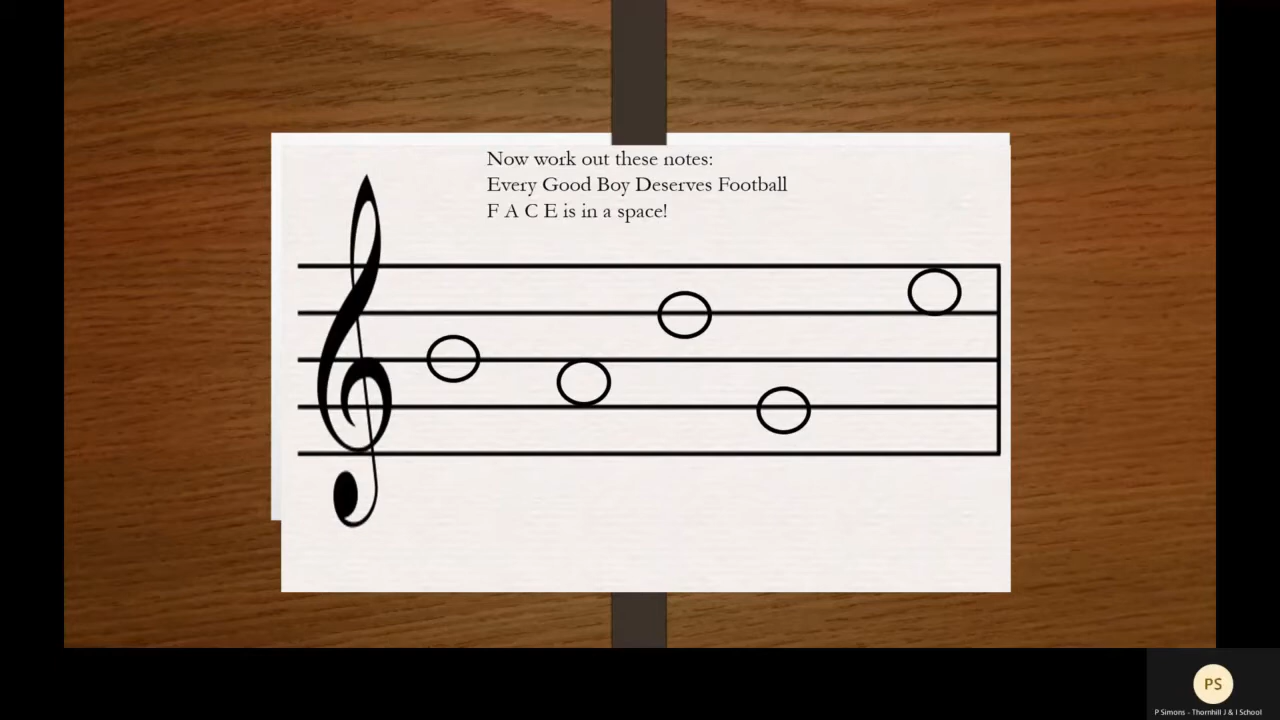 Now work out these notes:
Every Good Boy Deserves Football
F A C E is in a space!
PS
P Simons - Thornhill J & I School